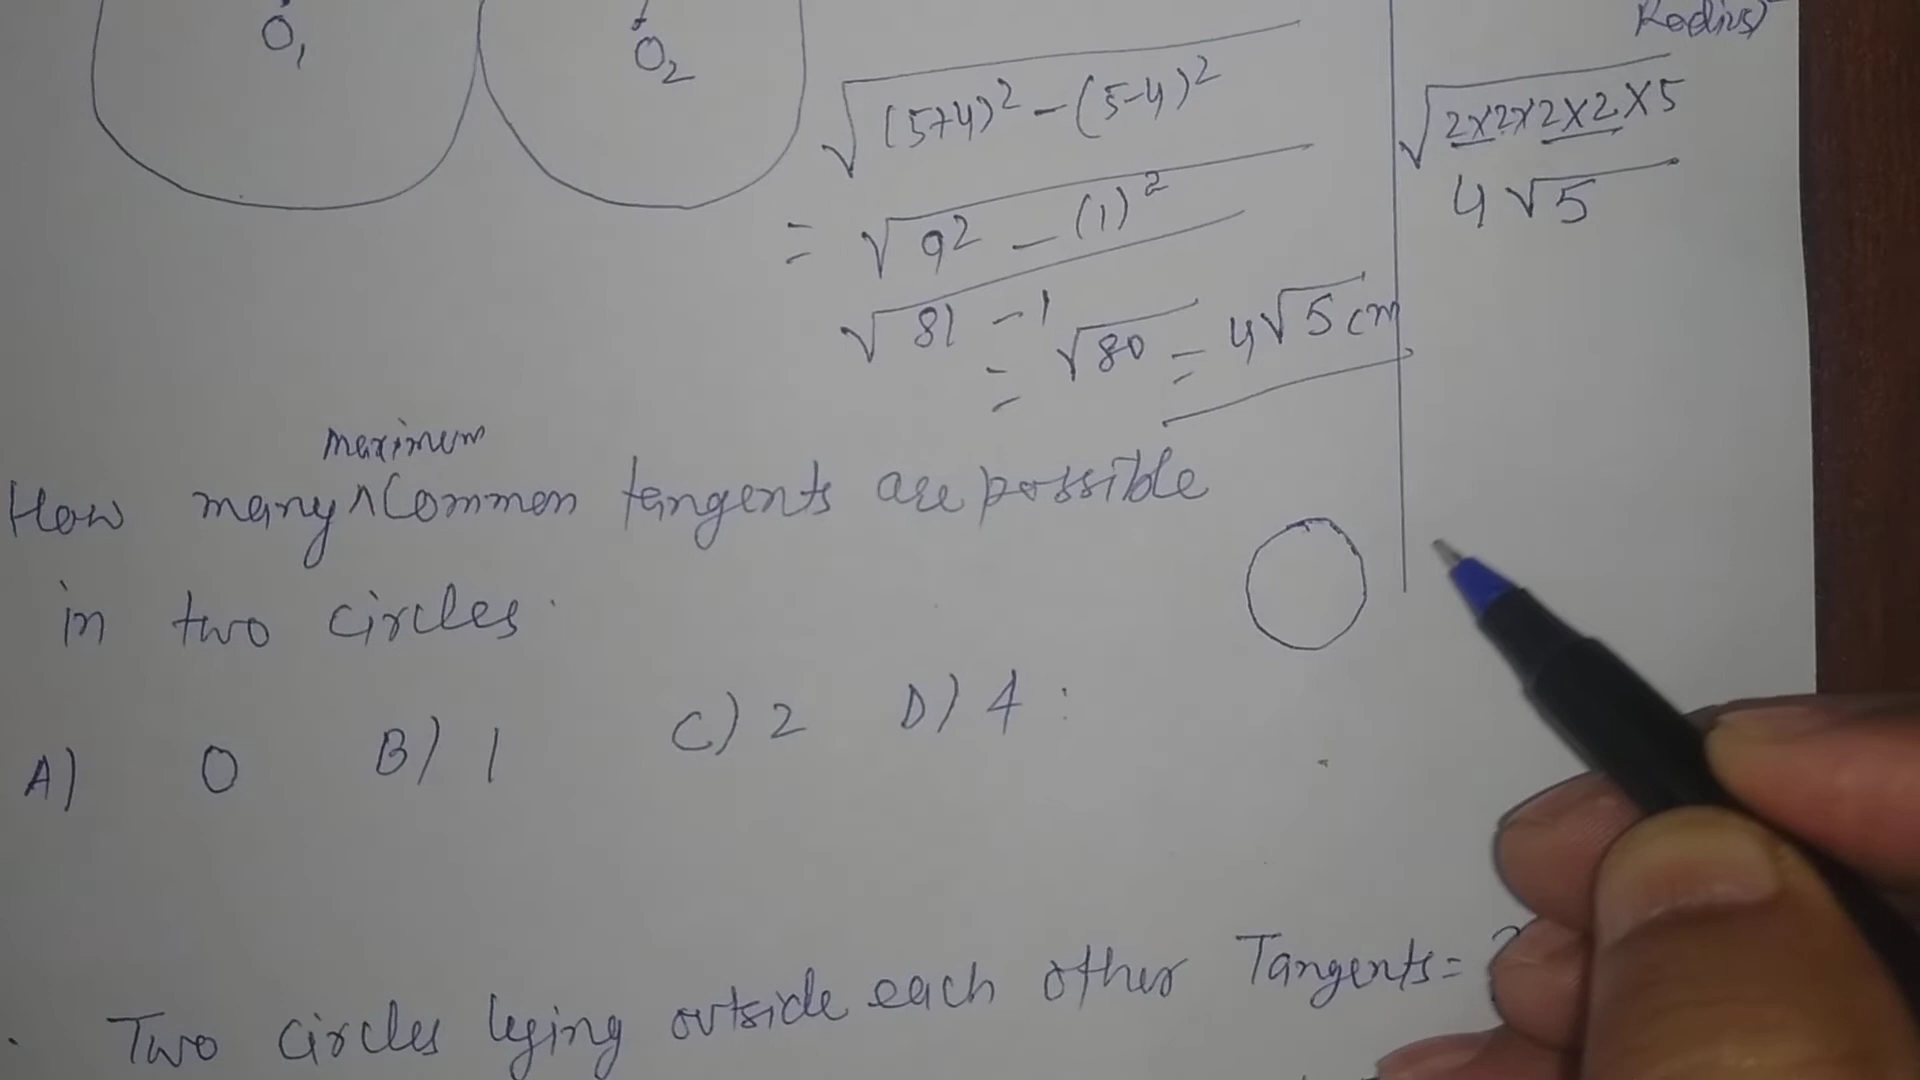 O₁
O₂
Radius)
√(5+4)² - (5-4)²
√2×2×2×2×5
= √9² - (1)²
4√5
√81 - 1
= √80 = 4√5 cm
maximum
How many ^ Common tangents are possible
in two circles.
A) 0 B) 1 C) 2 D) 4 :
Two circles lying outside each other Tangents =